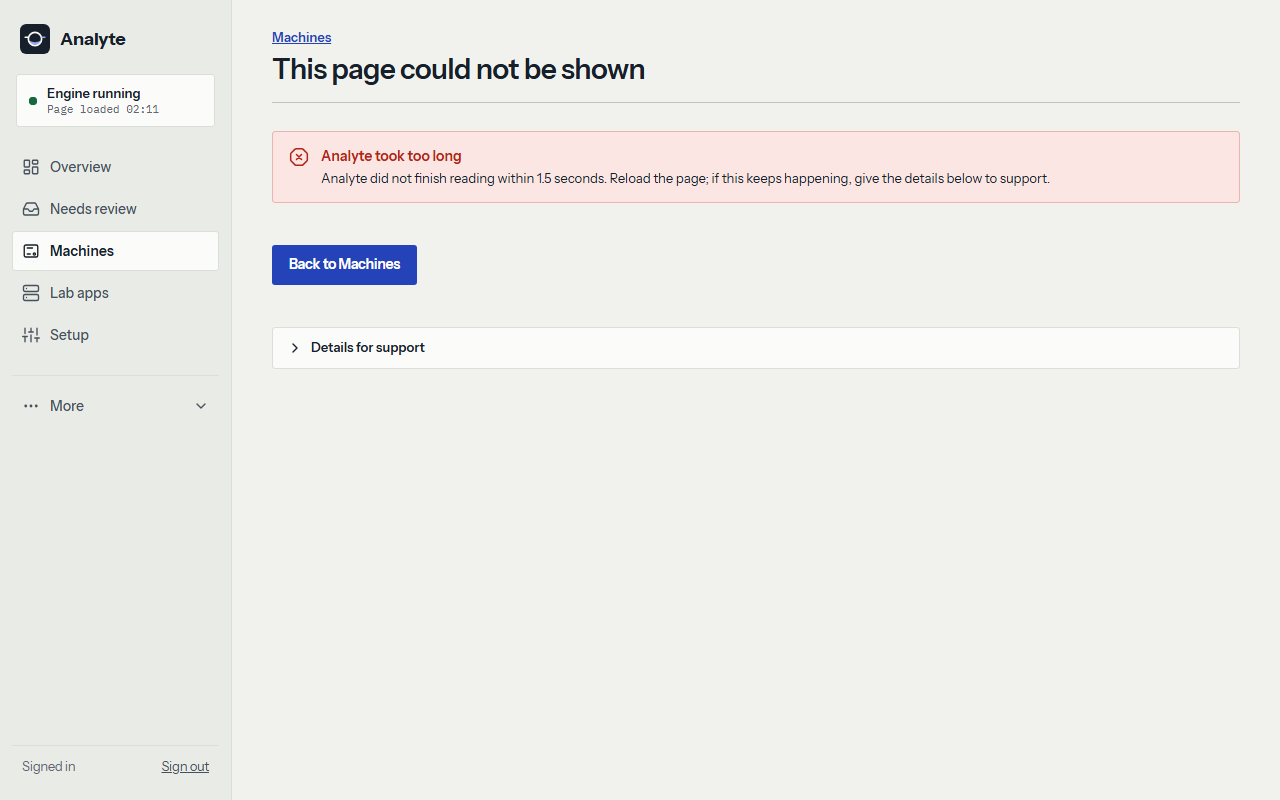 Analyte
Engine running
Page loaded 02:11
Overview
Needs review
Machines
Lab apps
Setup
More
Signed in
Sign out
Machines
This page could not be shown
Analyte took too long
Analyte did not finish reading within 1.5 seconds. Reload the page; if this keeps happening, give the details below to support.
Back to Machines
Details for support